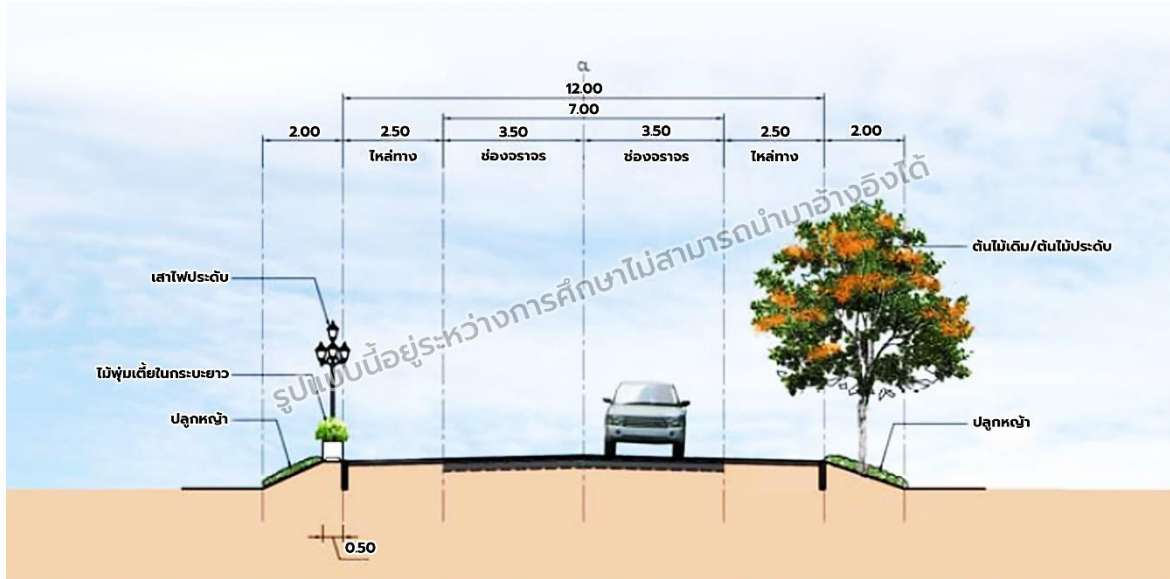 CL
12.00
7.00
2.00 2.50 3.50 3.50 2.50 2.00
ไหล่ทาง ช่องจราจร ช่องจราจร ไหล่ทาง
รูปแบบนี้อยู่ระหว่างการศึกษาไม่สามารถนำมาอ้างอิงได้
ต้นไม้เดิม/ต้นไม้ประดับ
เสาไฟประดับ
ไม้พุ่มเตี้ยในกระบะยาว
ปลูกหญ้า
ปลูกหญ้า
0.50